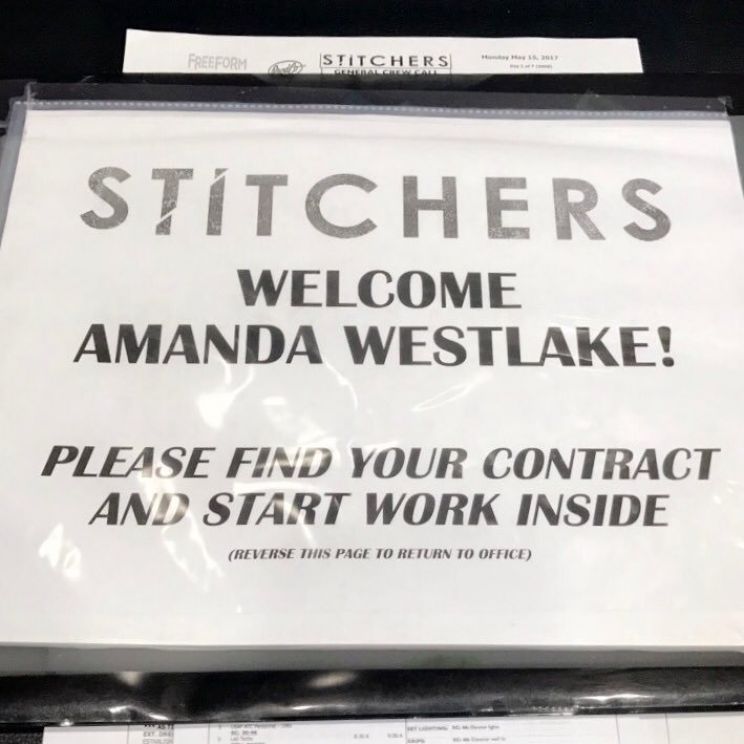 FREEFORM
STITCHERS
Monday May 15, 2017
GENERAL CREW CALL
STITCHERS
WELCOME
AMANDA WESTLAKE!
PLEASE FIND YOUR CONTRACT
AND START WORK INSIDE
(REVERSE THIS PAGE TO RETURN TO OFFICE)